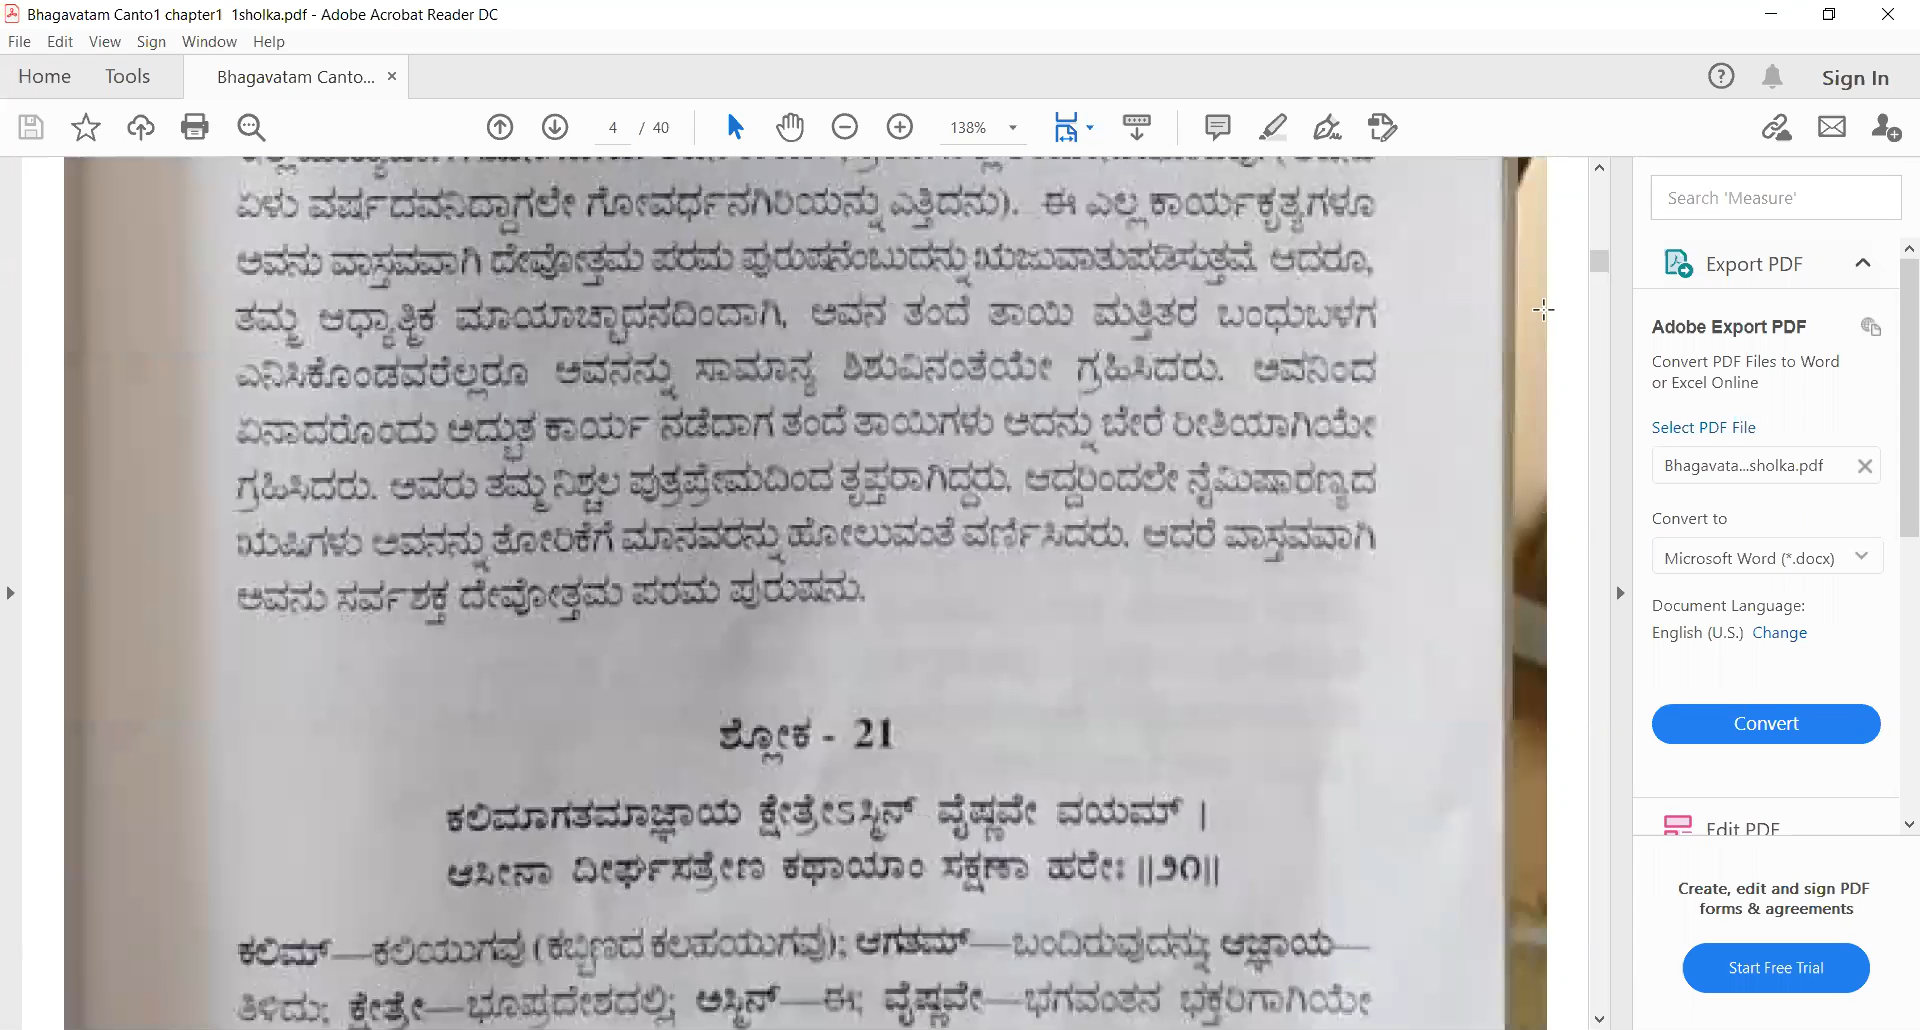 Bhagavatam Canto1 chapter1 1sholka.pdf - Adobe Acrobat Reader DC
File Edit View Sign Window Help
Home Tools Bhagavatam Canto... × Sign In
4 / 40 138%
ಏಳು ವರ್ಷದವನಿದ್ದಾಗಲೇ ಗೋವರ್ಧನಗಿರಿಯನ್ನು ಎತ್ತಿದನು). ಈ ಎಲ್ಲ ಕಾರ್ಯಕೃತ್ಯಗಳೂ
ಅವನು ವಾಸ್ತವವಾಗಿ ದೇವೋತ್ತಮ ಪರಮ ಪುರುಷನೆಂಬುದನ್ನು ಋಜುವಾತುಪಡಿಸುತ್ತವೆ. ಆದರೂ,
ತಮ್ಮ ಆಧ್ಯಾತ್ಮಿಕ ಮಾಯಾಚ್ಛಾದನದಿಂದಾಗಿ, ಅವನ ತಂದೆ ತಾಯಿ ಮತ್ತಿತರ ಬಂಧುಬಳಗ
ಎನಿಸಿಕೊಂಡವರೆಲ್ಲರೂ ಅವನನ್ನು ಸಾಮಾನ್ಯ ಶಿಶುವಿನಂತೆಯೇ ಗ್ರಹಿಸಿದರು. ಅವನಿಂದ
ಏನಾದರೊಂದು ಅದ್ಭುತ ಕಾರ್ಯ ನಡೆದಾಗ ತಂದೆ ತಾಯಿಗಳು ಅದನ್ನು ಬೇರೆ ರೀತಿಯಾಗಿಯೇ
ಗ್ರಹಿಸಿದರು. ಅವರು ತಮ್ಮ ನಿಶ್ಚಲ ಪುತ್ರಪ್ರೇಮದಿಂದ ತೃಪ್ತರಾಗಿದ್ದರು. ಆದ್ದರಿಂದಲೇ ನೈಮಿಷಾರಣ್ಯದ
ಋಷಿಗಳು ಅವನನ್ನು ತೋರಿಕೆಗೆ ಮಾನವರನ್ನು ಹೋಲುವಂತೆ ವರ್ಣಿಸಿದರು. ಆದರೆ ವಾಸ್ತವವಾಗಿ
ಅವನು ಸರ್ವಶಕ್ತ ದೇವೋತ್ತಮ ಪರಮ ಪುರುಷನು.
ಶ್ಲೋಕ - 21
ಕಲಿಮಾಗತಮಾಜ್ಞಾಯ ಕ್ಷೇತ್ರೇಽಸ್ಮಿನ್ ವೈಷ್ಣವೇ ವಯಮ್ |
ಆಸೀನಾ ದೀರ್ಘಸತ್ರೇಣ ಕಥಾಯಾಂ ಸಕ್ಷಣಾ ಹರೇಃ ||೨೧||
ಕಲಿಮ್—ಕಲಿಯುಗವು (ಕಬ್ಬಿಣದ ಕಲಹಯುಗವು); ಆಗತಮ್—ಬಂದಿರುವುದನ್ನು; ಆಜ್ಞಾಯ—
ತಿಳಿದು; ಕ್ಷೇತ್ರೇ—ಭೂಪ್ರದೇಶದಲ್ಲಿ; ಅಸ್ಮಿನ್—ಈ; ವೈಷ್ಣವೇ—ಭಗವಂತನ ಭಕ್ತರಿಗಾಗಿಯೇ
Search 'Measure'
Export PDF
Adobe Export PDF
Convert PDF Files to Word
or Excel Online
Select PDF File
Bhagavata...sholka.pdf
Convert to
Microsoft Word (*.docx)
Document Language:
English (U.S.) Change
Convert
Edit PDF
Create, edit and sign PDF
forms & agreements
Start Free Trial